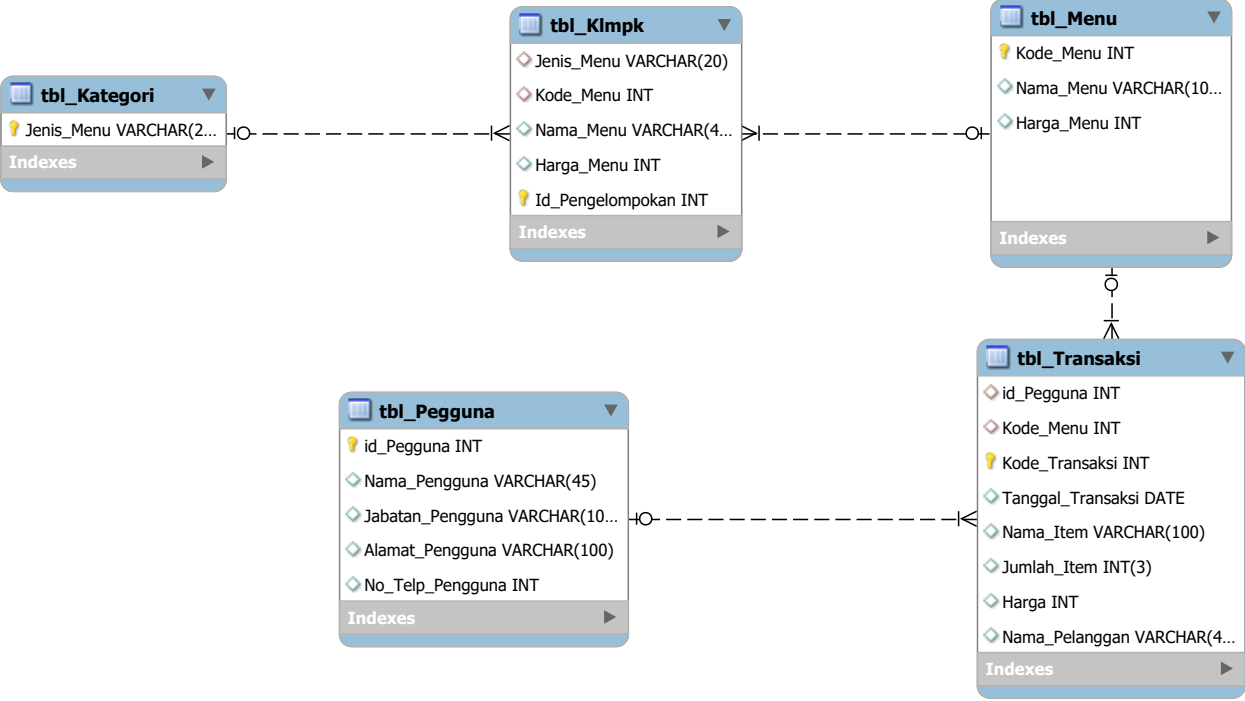 tbl_Kategori
Jenis_Menu VARCHAR(2...
Indexes
tbl_Klmpk
Jenis_Menu VARCHAR(20)
Kode_Menu INT
Nama_Menu VARCHAR(4...
Harga_Menu INT
Id_Pengelompokan INT
Indexes
tbl_Menu
Kode_Menu INT
Nama_Menu VARCHAR(10...
Harga_Menu INT
Indexes
tbl_Pegguna
id_Pegguna INT
Nama_Pengguna VARCHAR(45)
Jabatan_Pengguna VARCHAR(10...
Alamat_Pengguna VARCHAR(100)
No_Telp_Pengguna INT
Indexes
tbl_Transaksi
id_Pegguna INT
Kode_Menu INT
Kode_Transaksi INT
Tanggal_Transaksi DATE
Nama_Item VARCHAR(100)
Jumlah_Item INT(3)
Harga INT
Nama_Pelanggan VARCHAR(4...
Indexes